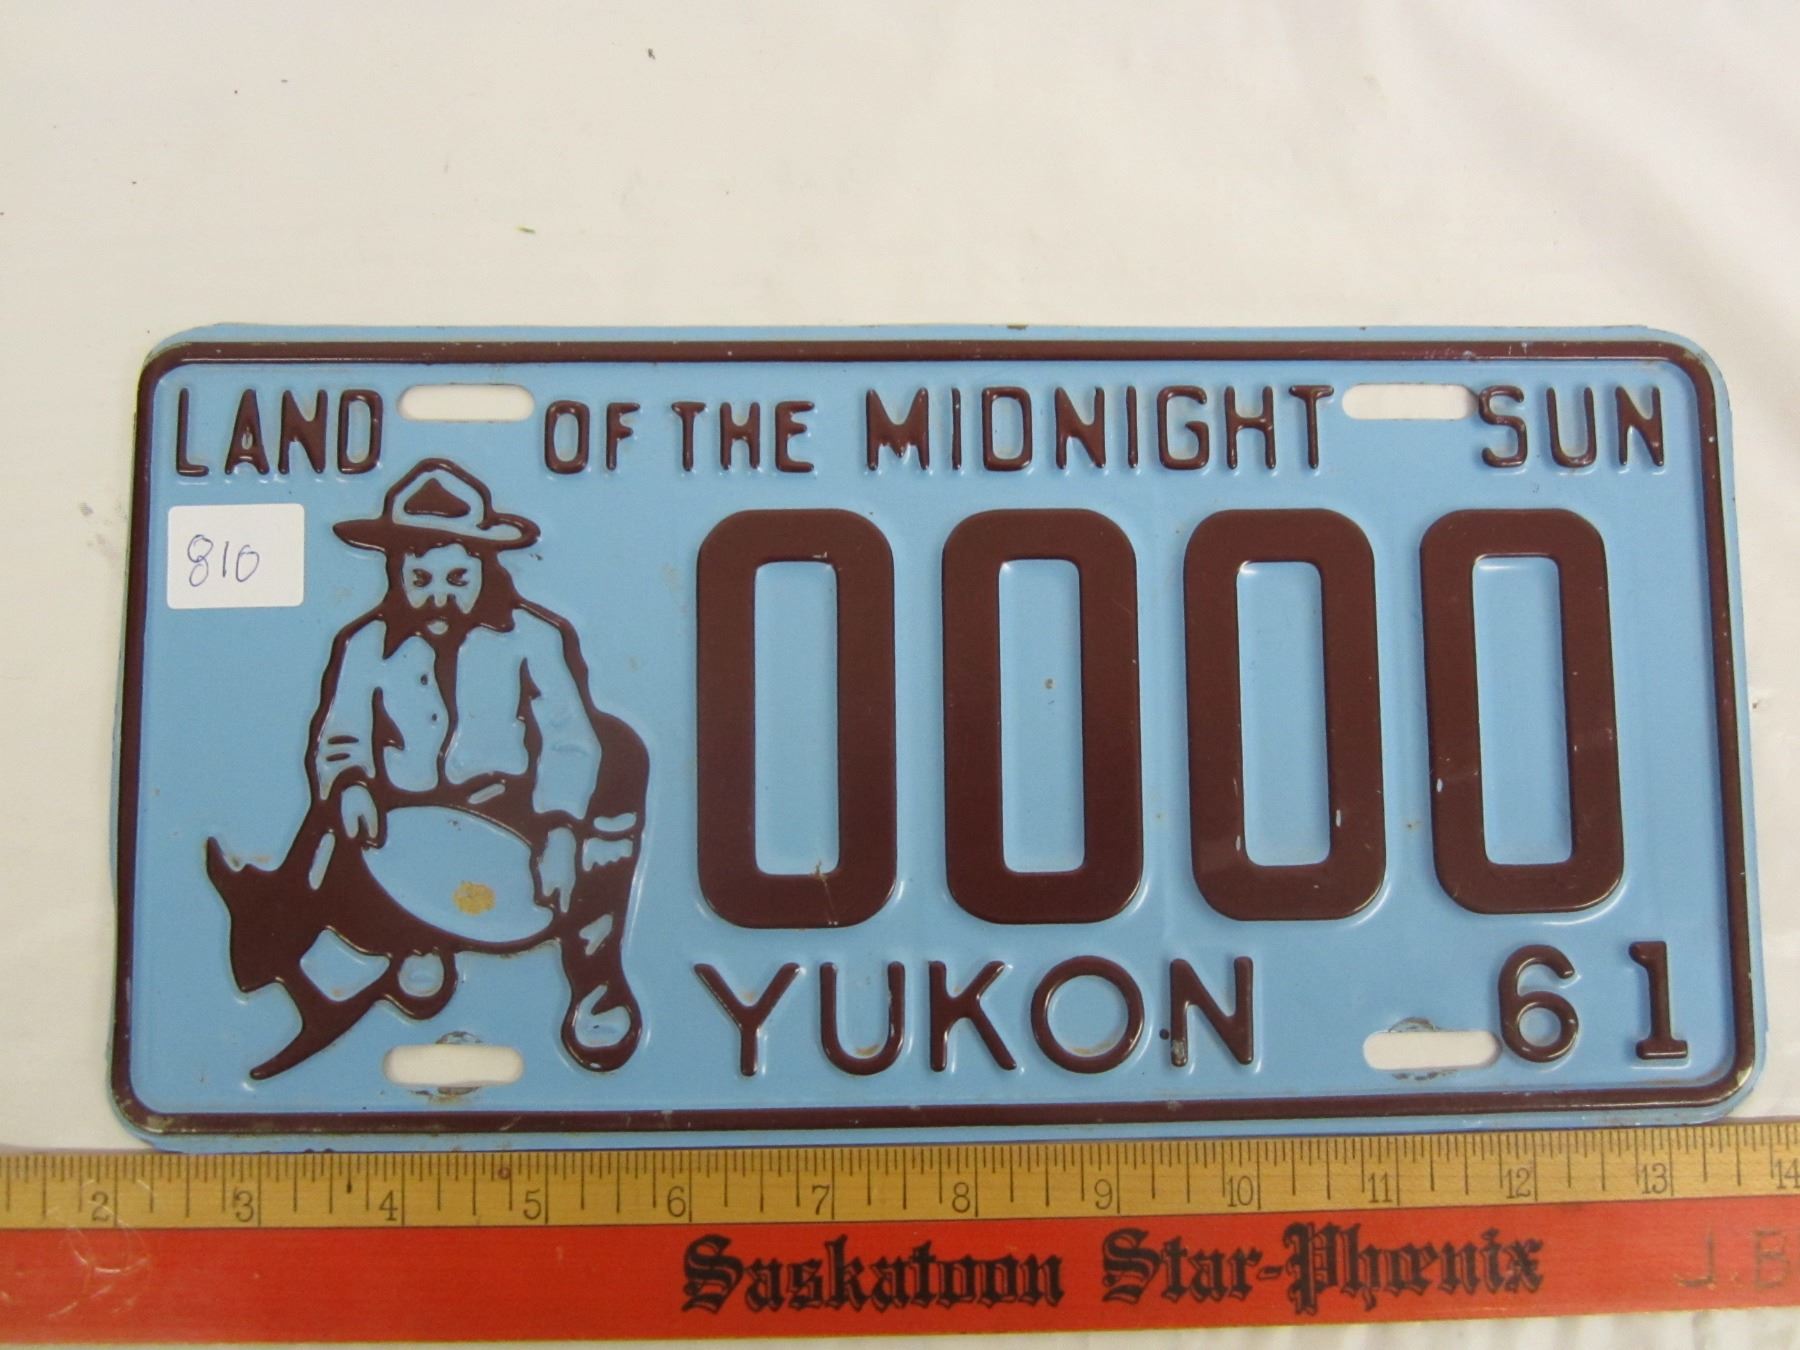 LAND OF THE MIDNIGHT SUN
810
0000
YUKON 61
2 3 4 5 6 7 8 9 10 11 12 13 14
Saskatoon Star-Phœnix J.B